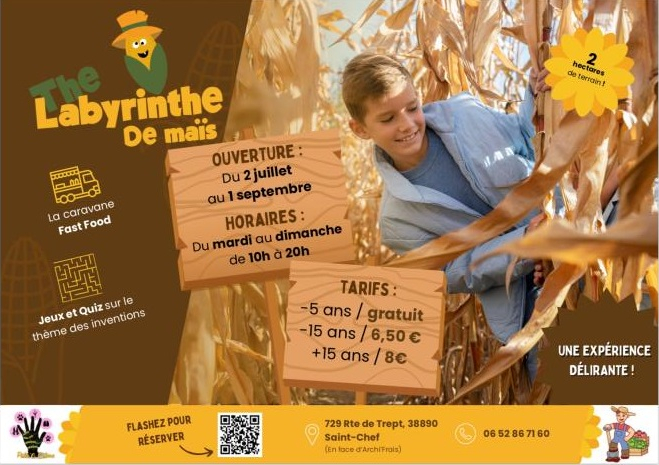 The
Labyrinthe
De maïs
La caravane
Fast Food
Jeux et Quiz sur le
thème des inventions
OUVERTURE :
Du 2 juillet
au 1 septembre
HORAIRES :
Du mardi au dimanche
de 10h à 20h
TARIFS :
-5 ans / gratuit
-15 ans / 6,50 €
+15 ans / 8€
2
hectares
de terrain !
UNE EXPÉRIENCE
DÉLIRANTE !
FLASHEZ POUR
RÉSERVER
729 Rte de Trept, 38890
Saint-Chef
(En face d'Archi'Frais)
06 52 86 71 60